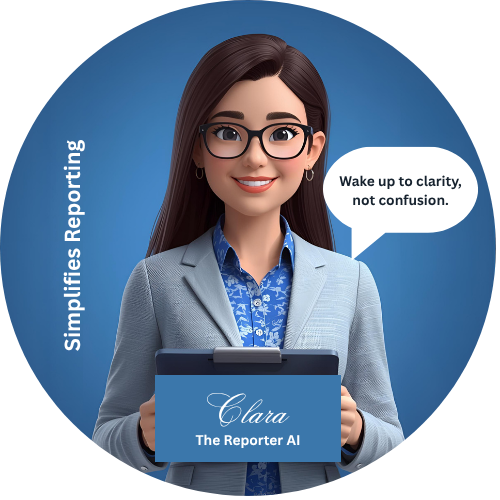 Simplifies Reporting
Wake up to clarity,
not confusion.
Clara
The Reporter AI